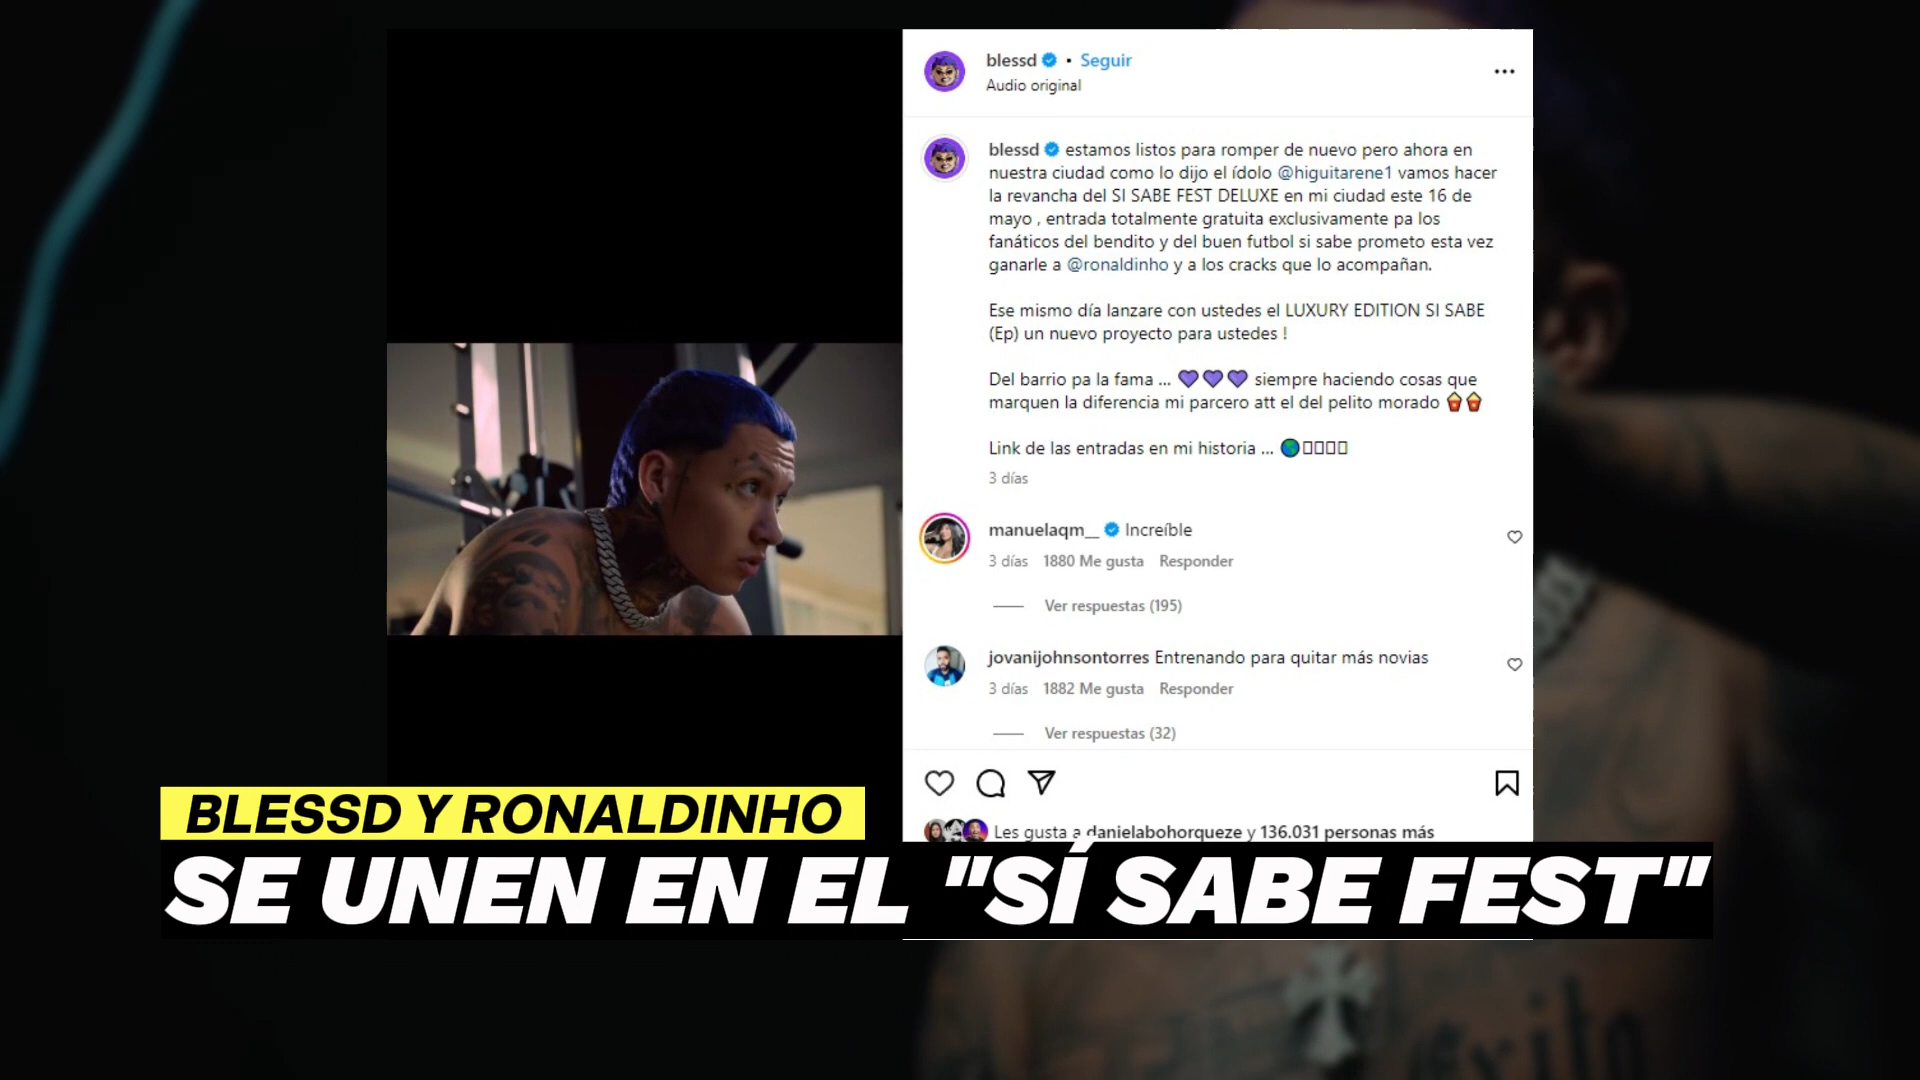 blessd • Seguir
Audio original
blessd estamos listos para romper de nuevo pero ahora en
nuestra ciudad como lo dijo el ídolo @higuitarene1 vamos hacer
la revancha del SI SABE FEST DELUXE en mi ciudad este 16 de
mayo , entrada totalmente gratuita exclusivamente pa los
fanáticos del bendito y del buen futbol si sabe prometo esta vez
ganarle a @ronaldinho y a los cracks que lo acompañan.
Ese mismo día lanzare con ustedes el LUXURY EDITION SI SABE
(Ep) un nuevo proyecto para ustedes !
Del barrio pa la fama ... 💜💜💜 siempre haciendo cosas que
marquen la diferencia mi parcero att el del pelito morado 🍿🍿
Link de las entradas en mi historia ... 🌎
3 días
manuelaqm__ Increíble
3 días 1880 Me gusta Responder
Ver respuestas (195)
jovanijohnsontorres Entrenando para quitar más novias
3 días 1882 Me gusta Responder
Ver respuestas (32)
Les gusta a danielabohorqueze y 136.031 personas más
BLESSD Y RONALDINHO
SE UNEN EN EL "SÍ SABE FEST"